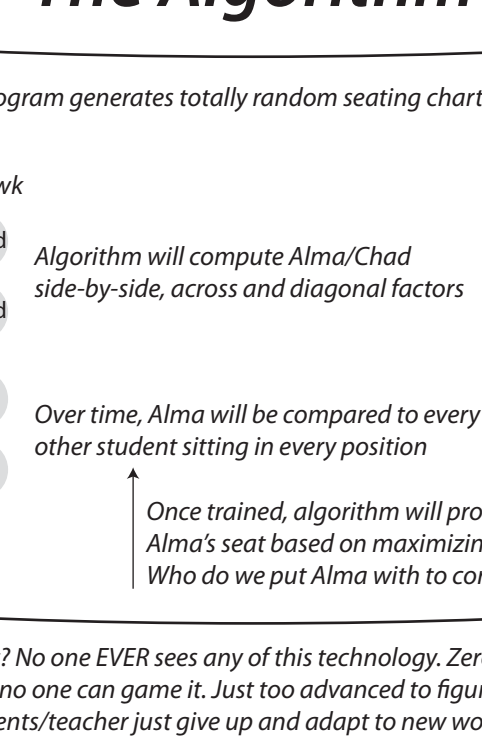 The Algorithm
ogram generates totally random seating chart
wk
d
Algorithm will compute Alma/Chad
side-by-side, across and diagonal factors
d
Over time, Alma will be compared to every
other student sitting in every position
Once trained, algorithm will pro
Alma's seat based on maximizin
Who do we put Alma with to co
? No one EVER sees any of this technology. Zer
no one can game it. Just too advanced to figu
ents/teacher just give up and adapt to new wo